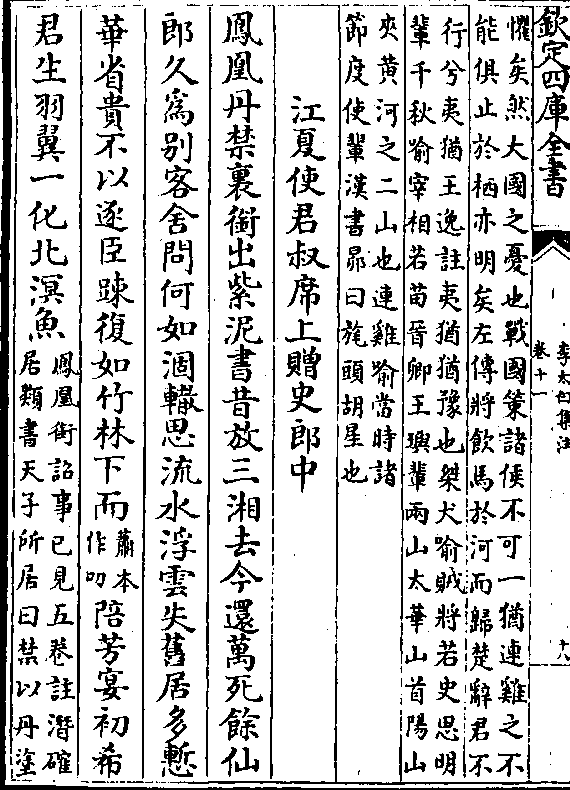 欽定四庫全書
李太白集注
卷十一
十八
懼矣然大國之憂也戰國策諸侯不可一猶連雞之不
能俱止於栖亦明矣左傳將飲馬於河而歸楚辭君不
行兮夷猶王逸註夷猶猶豫也桀犬喻賊將若史思明
輩千秋喻宰相若苗晉卿王璵輩兩山太華山首陽山
夾黄河之二山也連雞喻當時諸
節度使輩漢書昴曰旄頭胡星也
江夏使君叔席上贈史郎中
鳳凰丹禁裏銜出紫泥書昔放三湘去今還萬死餘仙
郎久爲别客舍問何如涸轍思流水浮雲失舊居多慙
華省貴不以逐臣踈復如竹林下而
蕭本
作叨
陪芳宴初希
君生羽翼一化北溟魚
鳳凰銜詔事已見五卷註潛確
居類書天子所居曰禁以丹塗